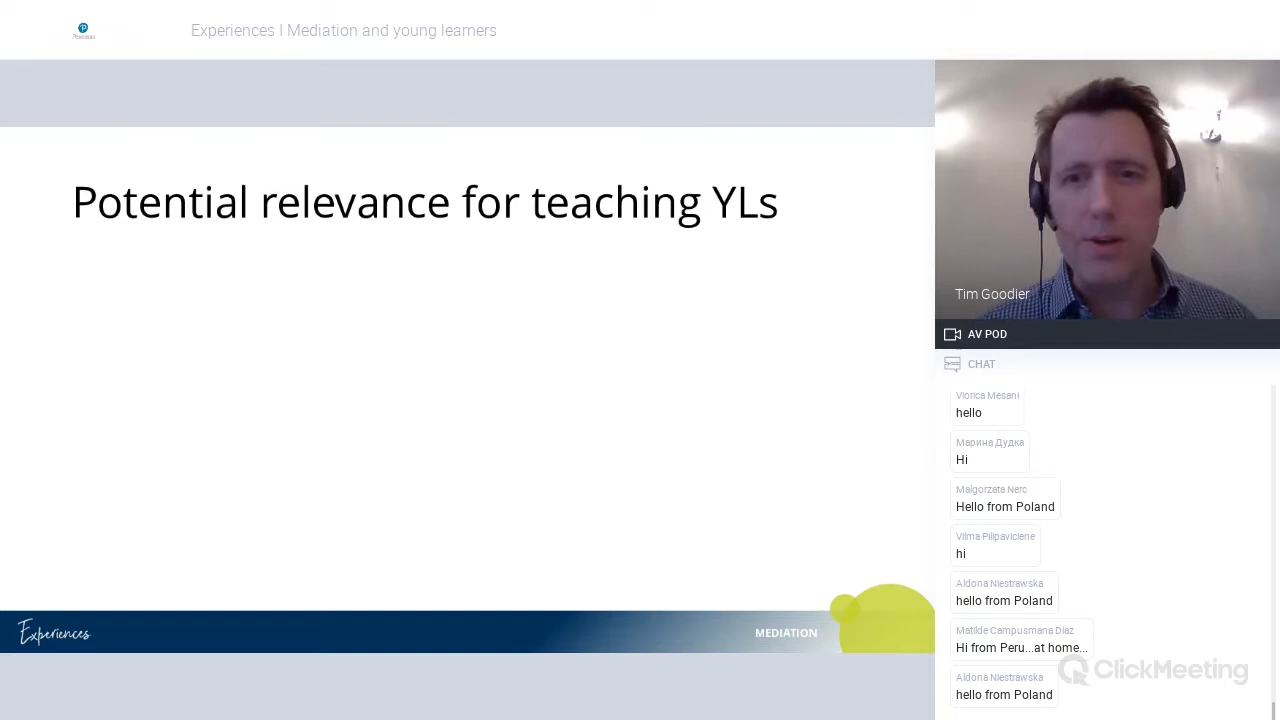 Experiences I Mediation and young learners
Potential relevance for teaching YLs
Tim Goodier
AV POD
CHAT
Viorica Mesani
hello
Марина Дудка
Hi
Malgorzata Nerc
Hello from Poland
Vilma Pilipaviciene
hi
Aldona Niestrawska
hello from Poland
Matilde Campusmana Diaz
Hi from Peru...at home...
Aldona Niestrawska
hello from Poland
Experiences
MEDIATION
ClickMeeting